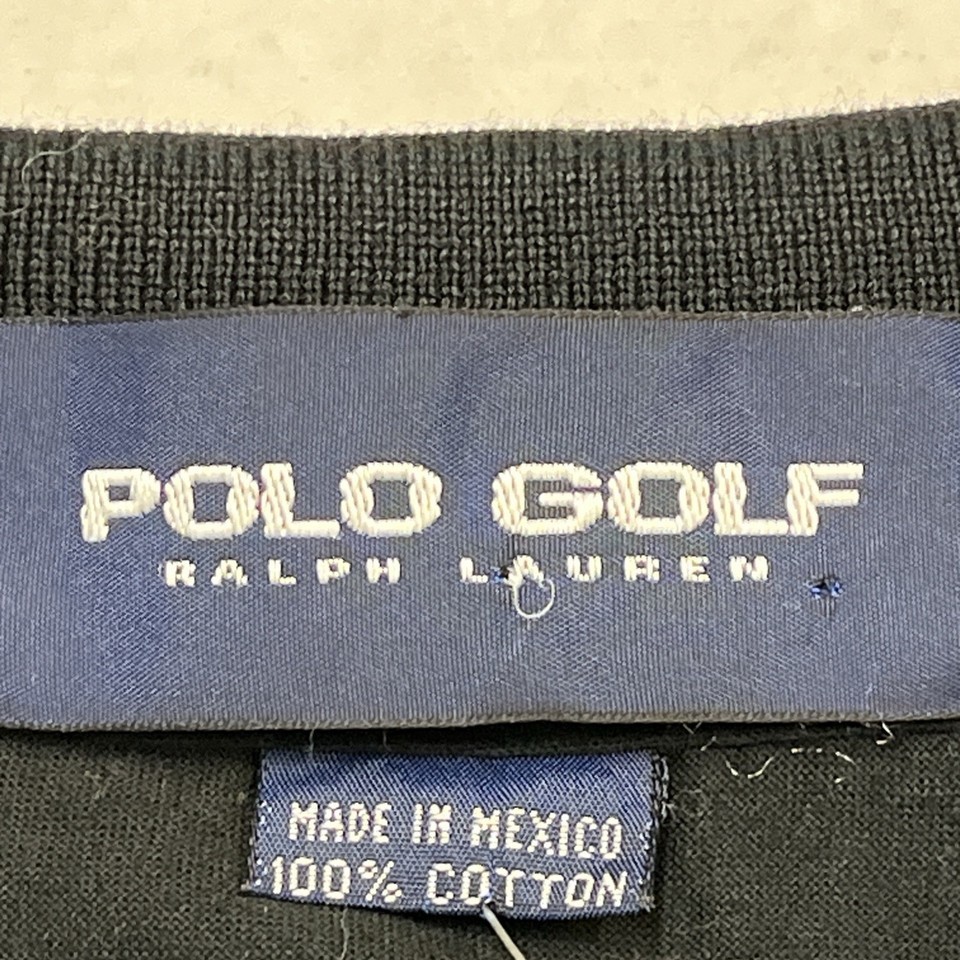 POLO GOLF
RALPH LAUREN
MADE IN MEXICO
100% COTTON